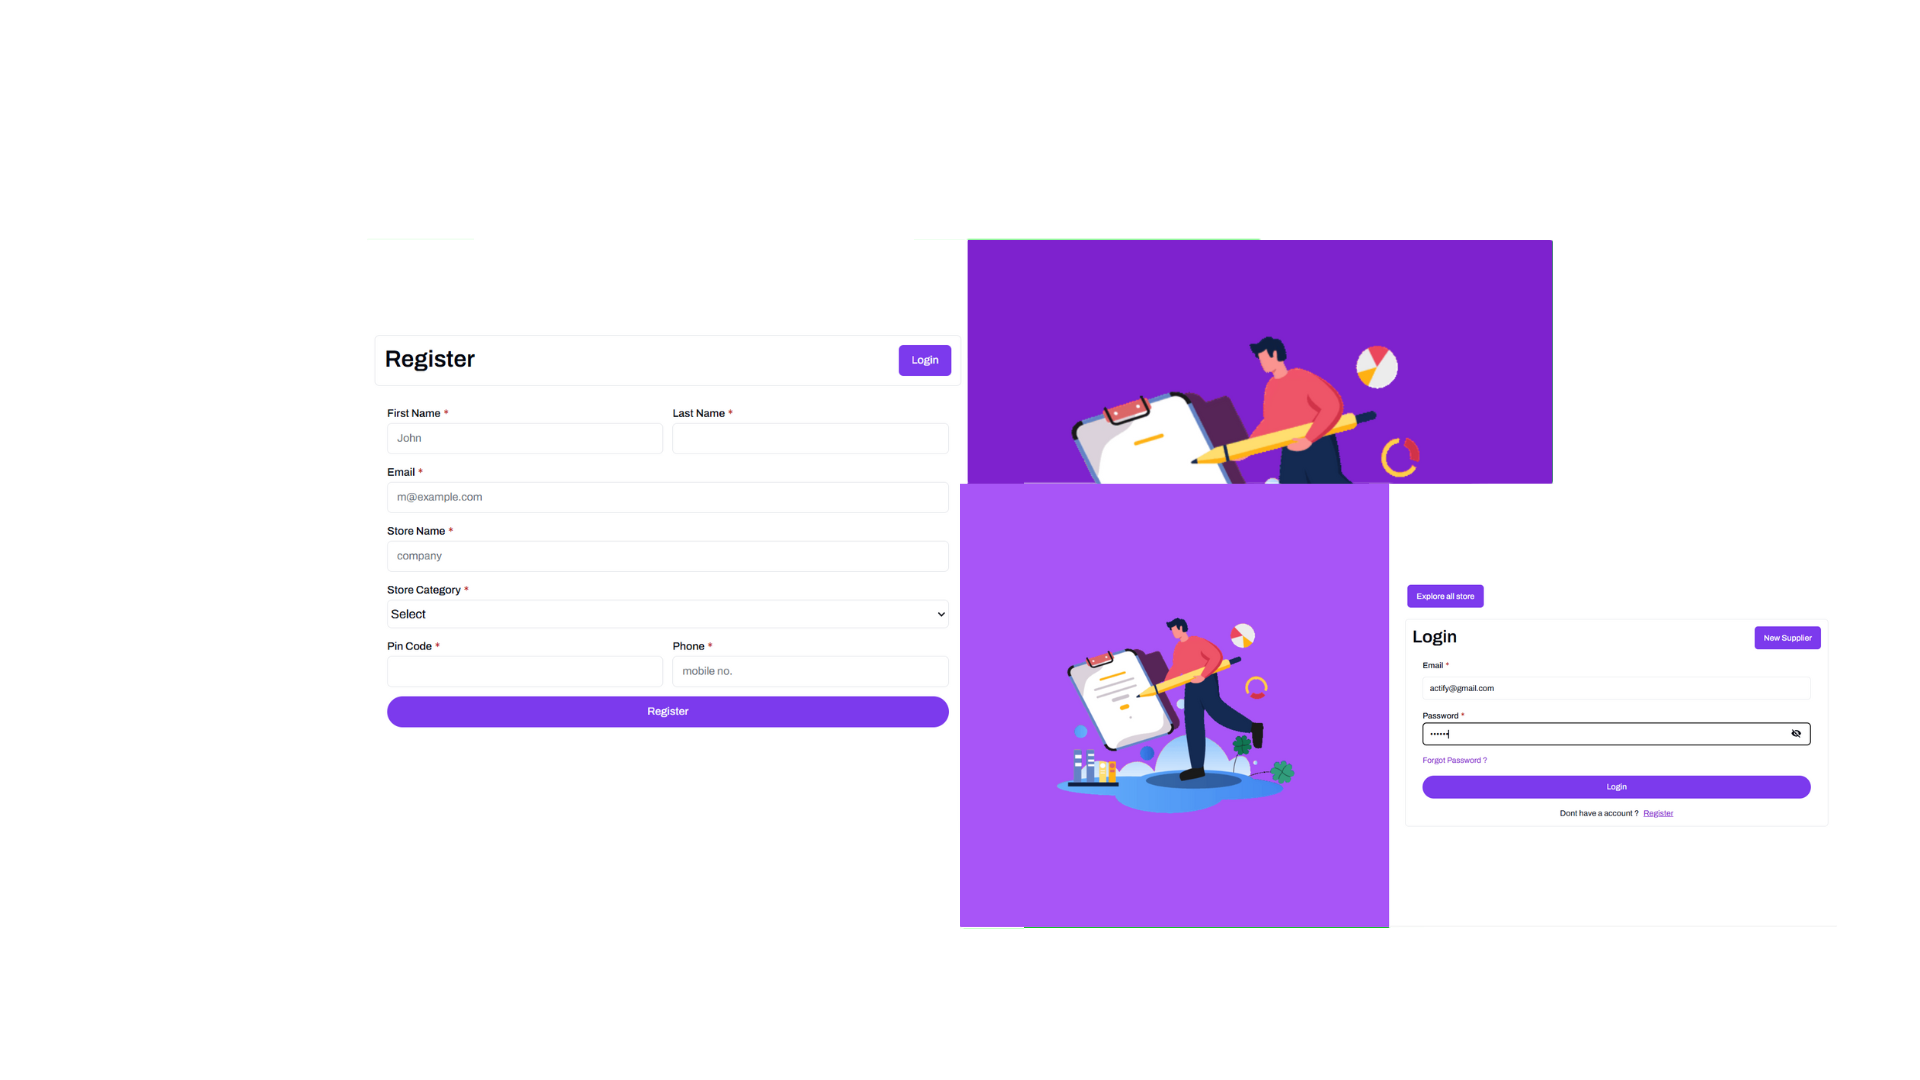 Register
Login
First Name *
Last Name *
John
Email *
m@example.com
Store Name *
company
Store Category *
Select
Pin Code *
Phone *
mobile no.
Register
Explore all store
Login
New Supplier
Email *
actify@gmail.com
Password *
••••••
Forgot Password ?
Login
Dont have a account ? Register